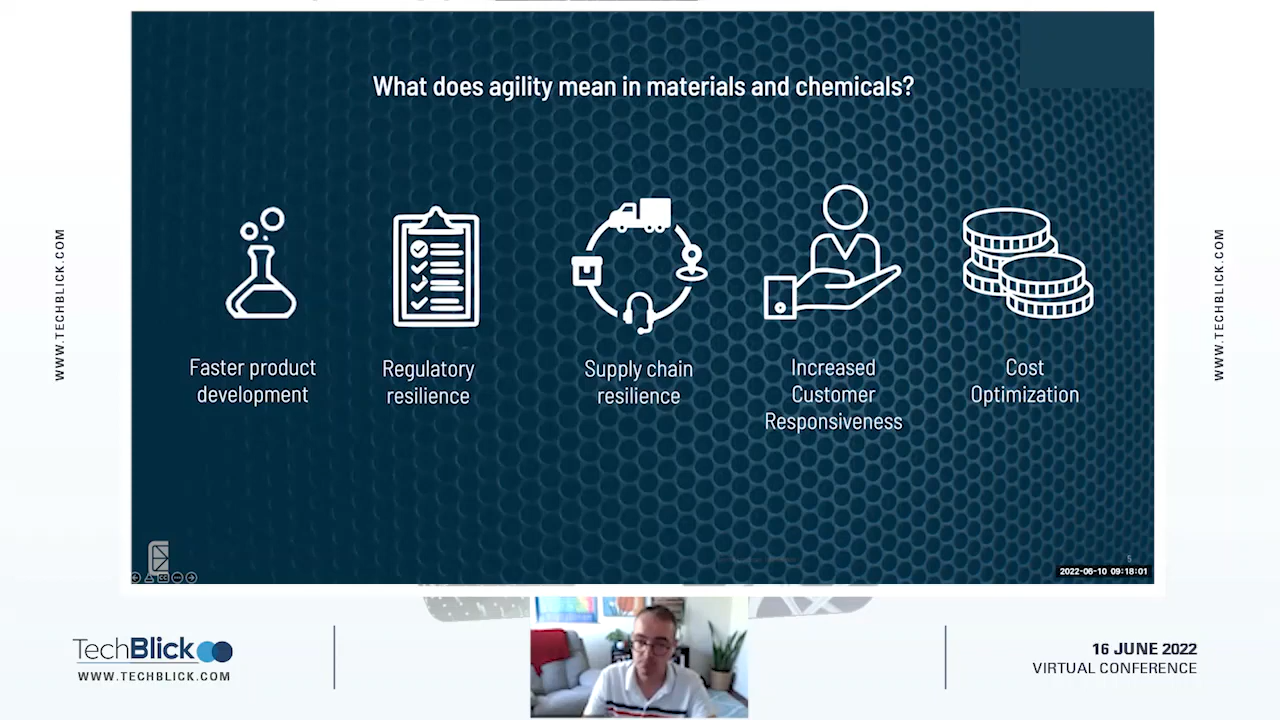 What does agility mean in materials and chemicals?
Faster product
development
Regulatory
resilience
Supply chain
resilience
Increased
Customer
Responsiveness
Cost
Optimization
5
2022-06-10 09:18:01
WWW.TECHBLICK.COM
WWW.TECHBLICK.COM
TechBlick
WWW.TECHBLICK.COM
16 JUNE 2022
VIRTUAL CONFERENCE